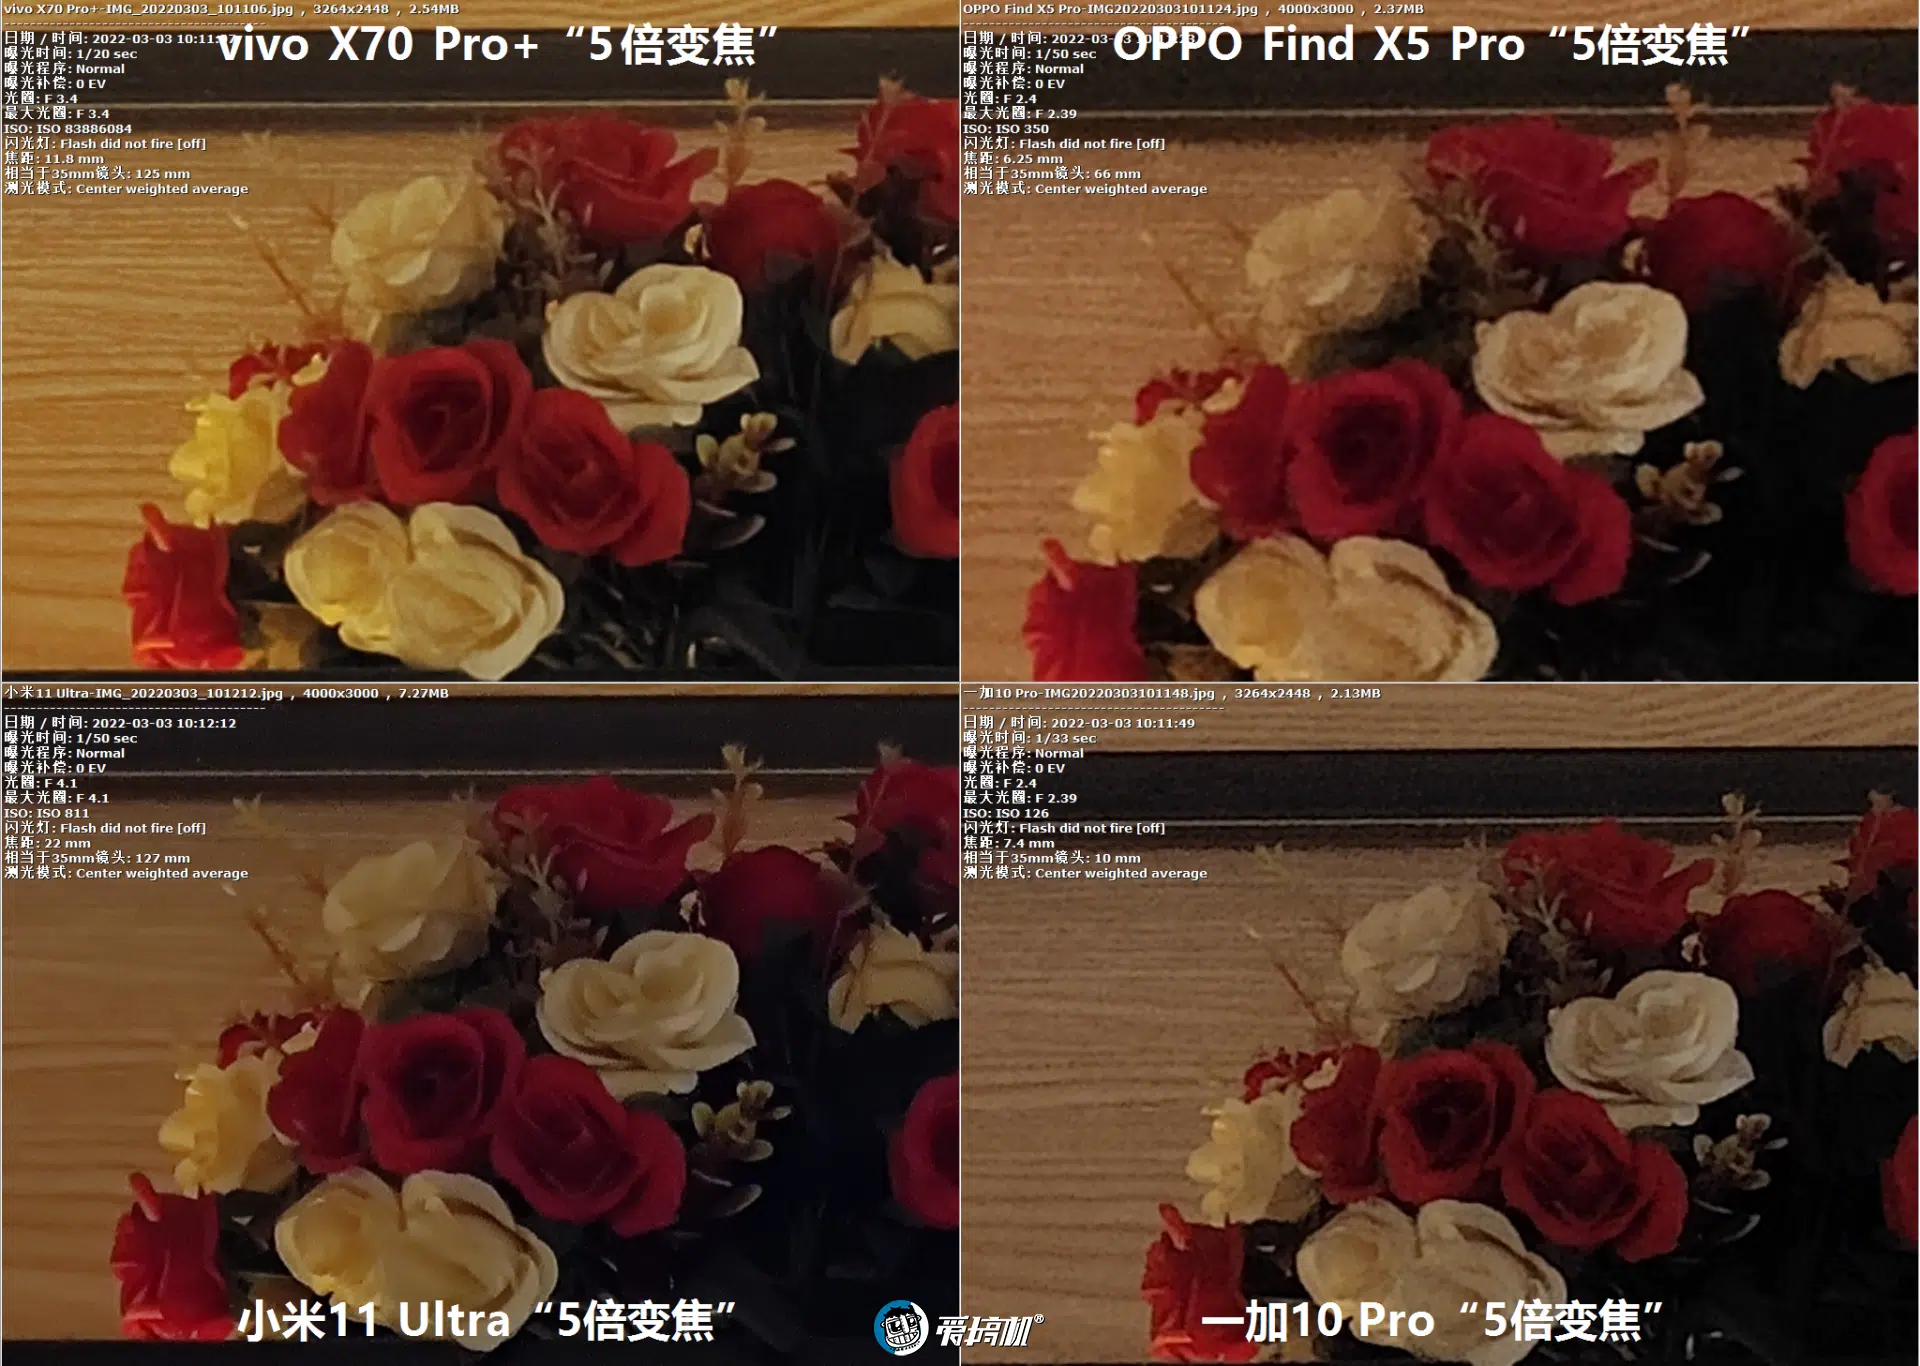 vivo X70 Pro+-IMG_20220303_101106.jpg , 3264x2448 , 2.54MB
vivo X70 Pro+ “5倍变焦”
日期 / 时间: 2022-03-03 10:11:
曝光时间: 1/20 sec
曝光程序: Normal
曝光补偿: 0 EV
光圈: F 3.4
最大光圈: F 3.4
ISO: ISO 83886084
闪光灯: Flash did not fire [off]
焦距: 11.8 mm
相当于35mm镜头: 125 mm
测光模式: Center weighted average
OPPO Find X5 Pro-IMG20220303101124.jpg , 4000x3000 , 2.37MB
OPPO Find X5 Pro “5倍变焦”
日期 / 时间: 2022-03-
曝光时间: 1/50 sec
曝光程序: Normal
曝光补偿: 0 EV
光圈: F 2.4
最大光圈: F 2.39
ISO: ISO 350
闪光灯: Flash did not fire [off]
焦距: 6.25 mm
相当于35mm镜头: 66 mm
测光模式: Center weighted average
小米11 Ultra-IMG_20220303_101212.jpg , 4000x3000 , 7.27MB
日期 / 时间: 2022-03-03 10:12:12
曝光时间: 1/50 sec
曝光程序: Normal
曝光补偿: 0 EV
光圈: F 4.1
最大光圈: F 4.1
ISO: ISO 811
闪光灯: Flash did not fire [off]
焦距: 22 mm
相当于35mm镜头: 127 mm
测光模式: Center weighted average
小米11 Ultra “5倍变焦”
一加10 Pro-IMG20220303101148.jpg , 3264x2448 , 2.13MB
日期 / 时间: 2022-03-03 10:11:49
曝光时间: 1/33 sec
曝光程序: Normal
曝光补偿: 0 EV
光圈: F 2.4
最大光圈: F 2.39
ISO: ISO 126
闪光灯: Flash did not fire [off]
焦距: 7.4 mm
相当于35mm镜头: 10 mm
测光模式: Center weighted average
一加10 Pro “5倍变焦”
爱搞机®